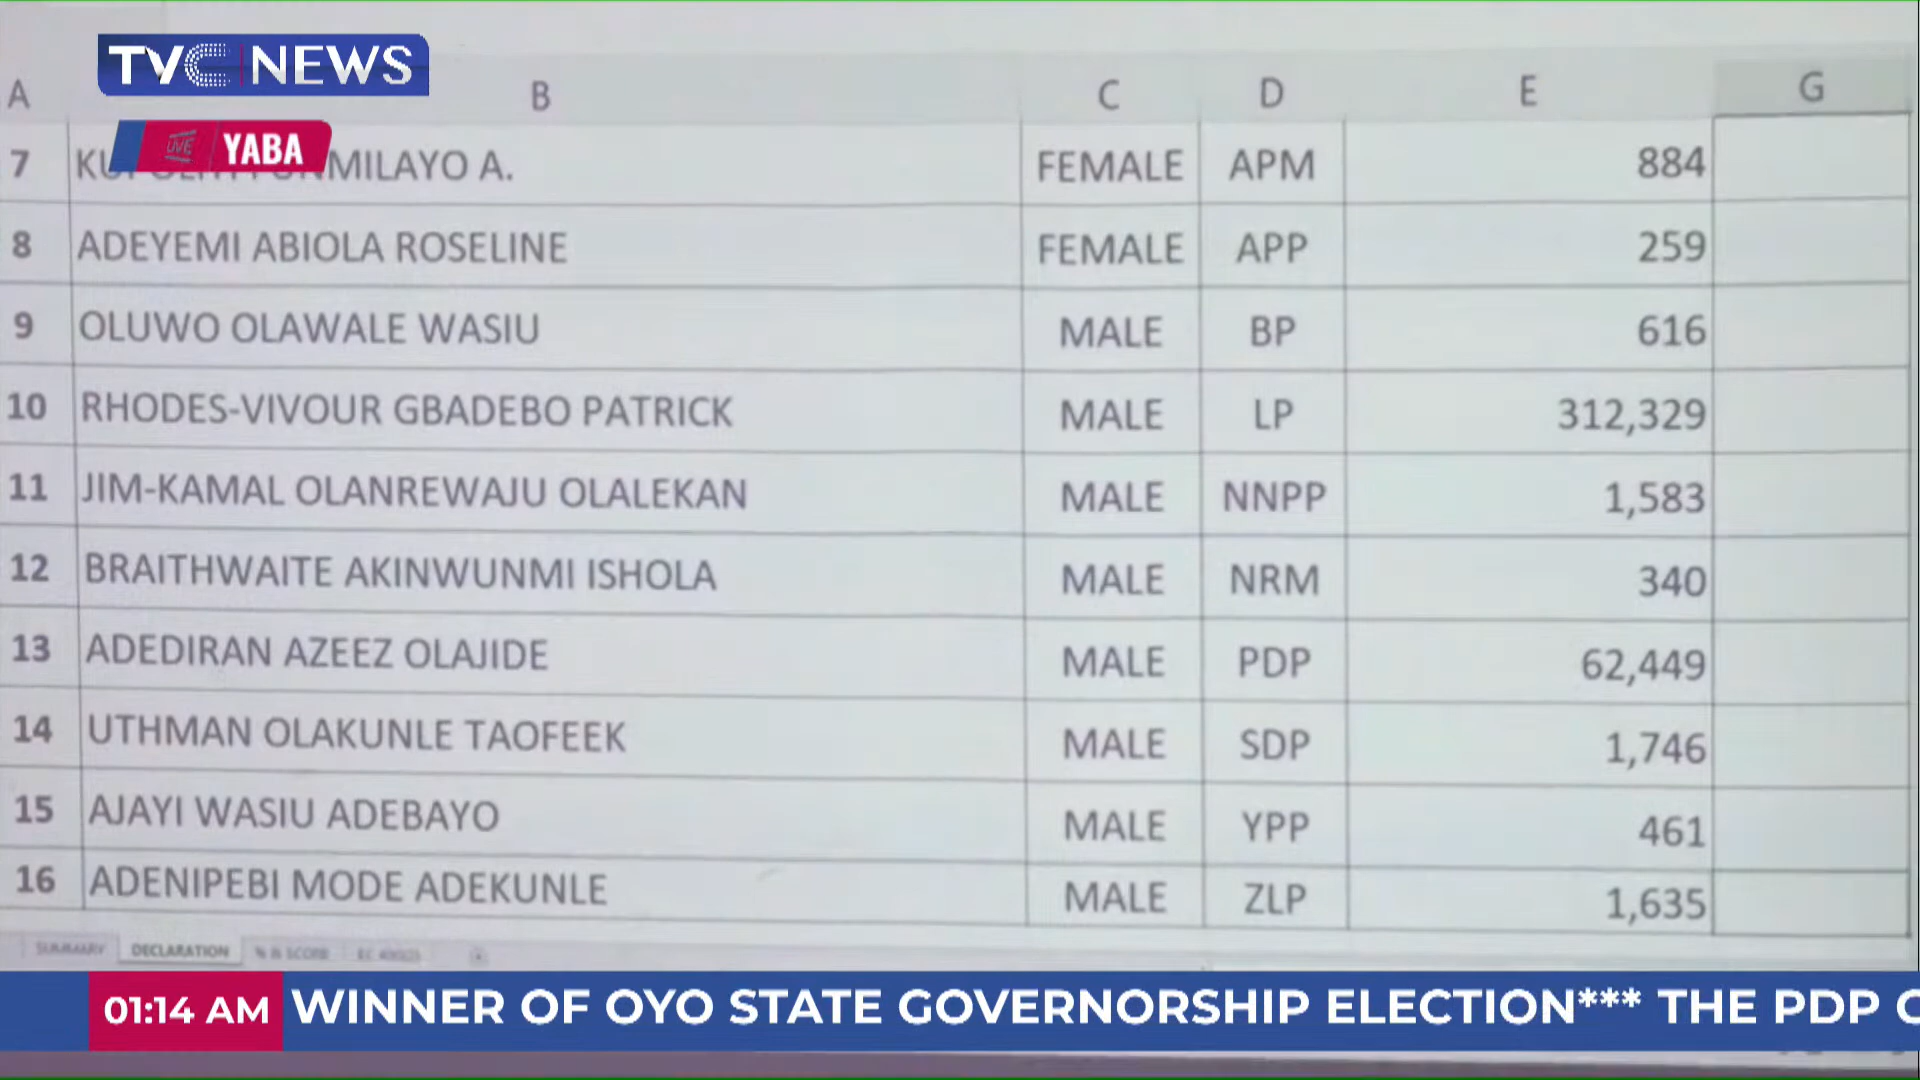 TVC NEWS
LIVE YABA
A B C D E G
7 MILAYO A. FEMALE APM 884
8 ADEYEMI ABIOLA ROSELINE FEMALE APP 259
9 OLUWO OLAWALE WASIU MALE BP 616
10 RHODES-VIVOUR GBADEBO PATRICK MALE LP 312,329
11 JIM-KAMAL OLANREWAJU OLALEKAN MALE NNPP 1,583
12 BRAITHWAITE AKINWUNMI ISHOLA MALE NRM 340
13 ADEDIRAN AZEEZ OLAJIDE MALE PDP 62,449
14 UTHMAN OLAKUNLE TAOFEEK MALE SDP 1,746
15 AJAYI WASIU ADEBAYO MALE YPP 461
16 ADENIPEBI MODE ADEKUNLE MALE ZLP 1,635
SUMMARY DECLARATION % IN SCORE
01:14 AM WINNER OF OYO STATE GOVERNORSHIP ELECTION*** THE PDP